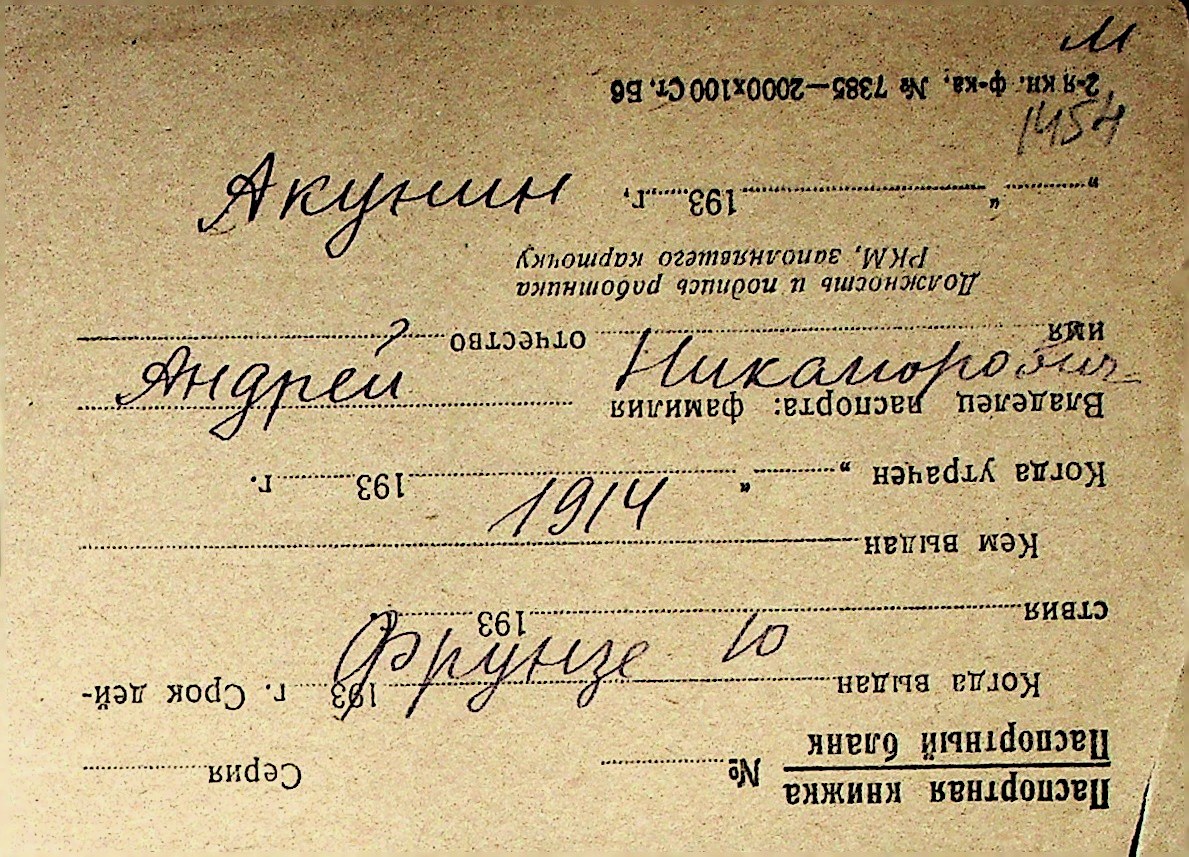 м
1454
Акунин
Андрей Никанорович
1914
Фрунзе 10
Паспортная книжка
Паспортный бланк
№ Серия
Когда выдан 193 г. Срок дей-
ствия 193 г.
Кем выдан
Когда утрачен „ “ 193 г.
Владелец паспорта: фамилия
имя отчество
Должность и подпись работника
РКМ, заполнявшего карточку
„ “ 193 г.
2-я кн. ф-ка, № 7385—2000х100 Ст. Б6